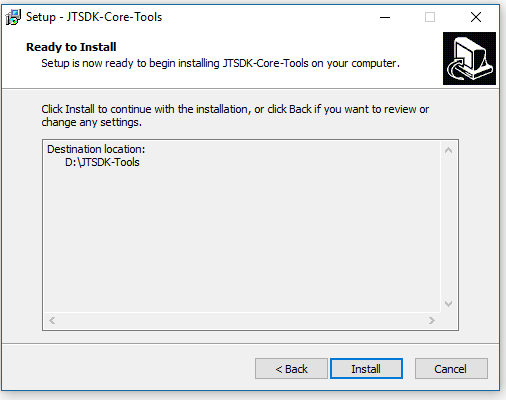 Setup - JTSDK-Core-Tools
Ready to Install
Setup is now ready to begin installing JTSDK-Core-Tools on your computer.
Click Install to continue with the installation, or click Back if you want to review or
change any settings.
Destination location:
D:\JTSDK-Tools
< Back
Install
Cancel